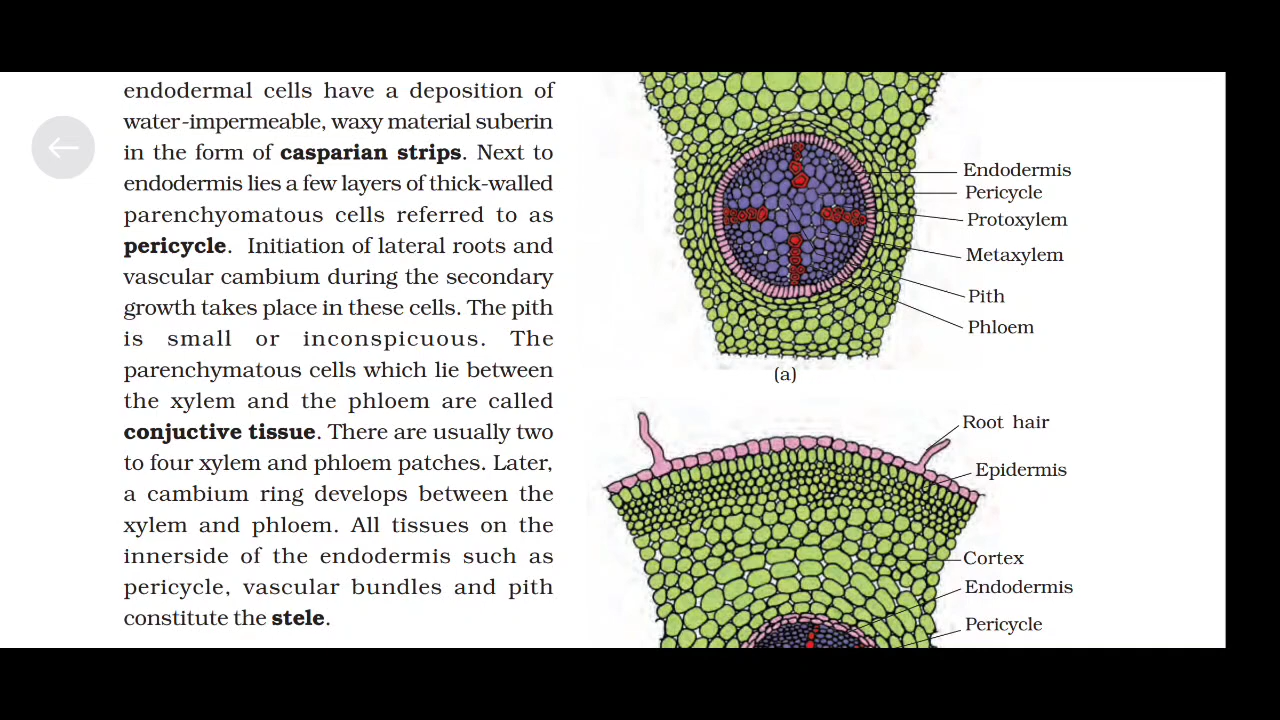 endodermal cells have a deposition of
water-impermeable, waxy material suberin
in the form of casparian strips. Next to
endodermis lies a few layers of thick-walled
parenchyomatous cells referred to as
pericycle. Initiation of lateral roots and
vascular cambium during the secondary
growth takes place in these cells. The pith
is small or inconspicuous. The
parenchymatous cells which lie between
the xylem and the phloem are called
conjuctive tissue. There are usually two
to four xylem and phloem patches. Later,
a cambium ring develops between the
xylem and phloem. All tissues on the
innerside of the endodermis such as
pericycle, vascular bundles and pith
constitute the stele.
Endodermis
Pericycle
Protoxylem
Metaxylem
Pith
Phloem
(a)
Root hair
Epidermis
Cortex
Endodermis
Pericycle